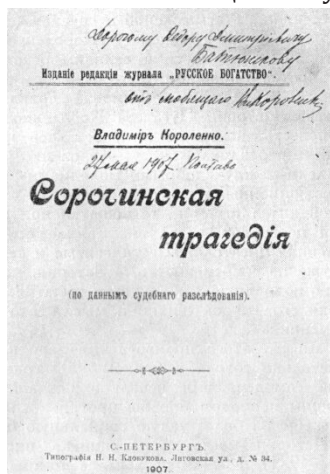 Дорогому Федору Дмитріевичу
Батюшкову
Изданіе редакціи журнала „РУССКОЕ БОГАТСТВО“.
отъ любящаго Вл. Короленко
Владиміръ Короленко.
27 мая 1907 Полтава
Сорочинская
трагедія
(по даннымъ судебнаго разслѣдованія).
С.-ПЕТЕРБУРГЪ.
Типографія Н. Н. Клобукова, Лиговская ул., д. № 34.
1907.